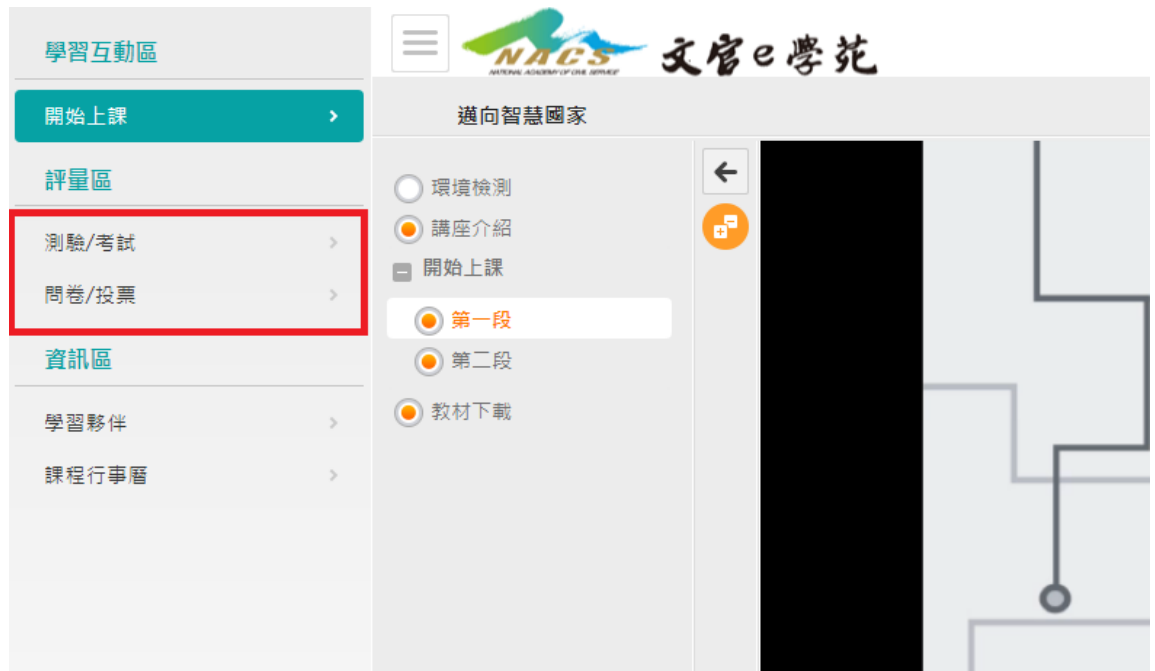 學習互動區
開始上課
評量區
測驗/考試
問卷/投票
資訊區
學習夥伴
課程行事曆
NACS
NATIONAL ACADEMY OF CIVIL SERVICE
文官e學苑
邁向智慧國家
環境檢測
講座介紹
開始上課
第一段
第二段
教材下載